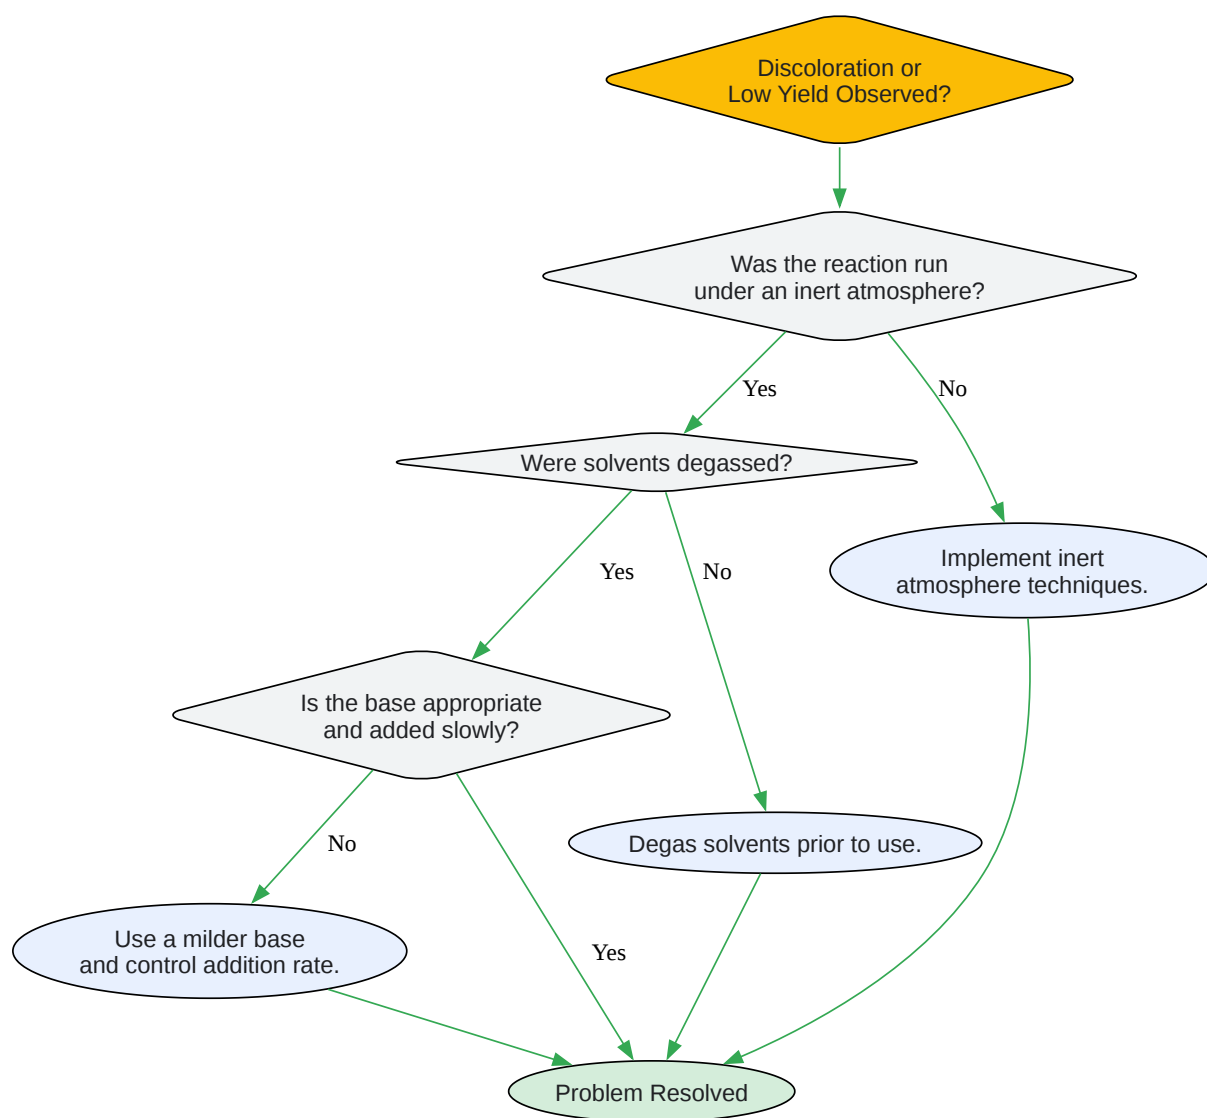 Discoloration or
Low Yield Observed?
Was the reaction run
under an inert atmosphere?
Yes
No
Were solvents degassed?
Yes
No
Implement inert
atmosphere techniques.
Is the base appropriate
and added slowly?
No
Yes
Degas solvents prior to use.
Use a milder base
and control addition rate.
Problem Resolved